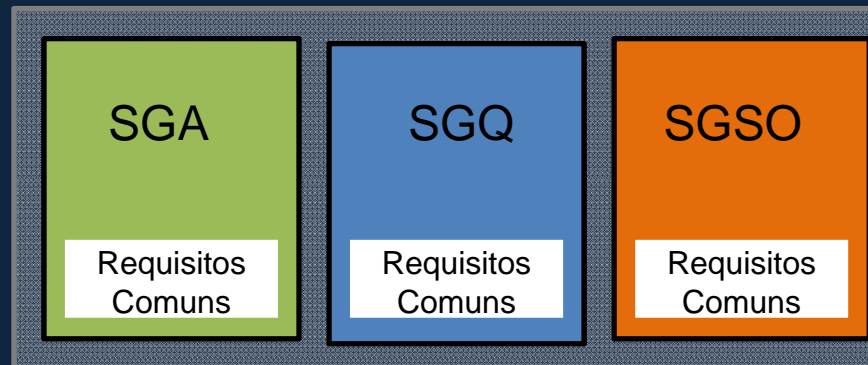 SGA
SGQ
SGSO
Requisitos
Comuns
Requisitos
Comuns
Requisitos
Comuns